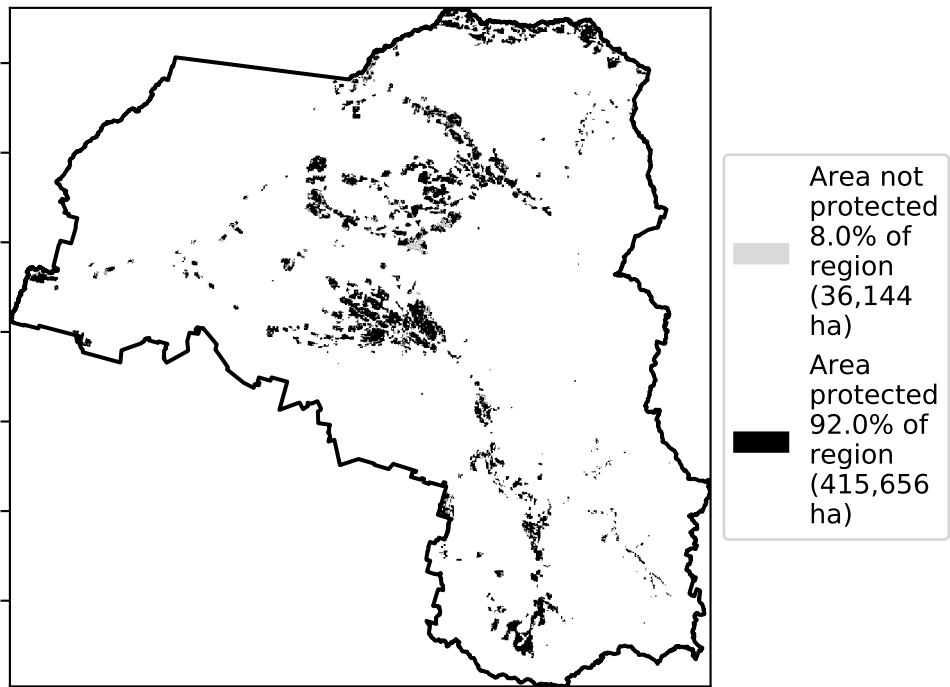 Area not
protected
8.0% of
region
(36,144
ha)
Area
protected
92.0% of
region
(415,656
ha)